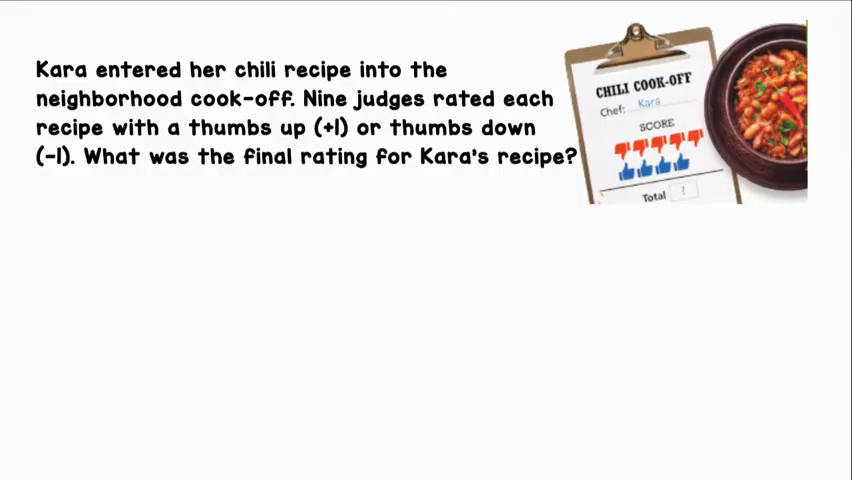 Kara entered her chili recipe into the
neighborhood cook-off. Nine judges rated each
recipe with a thumbs up (+1) or thumbs down
(-1). What was the final rating for Kara's recipe?
CHILI COOK-OFF
Chef: Kara
SCORE
Total ?